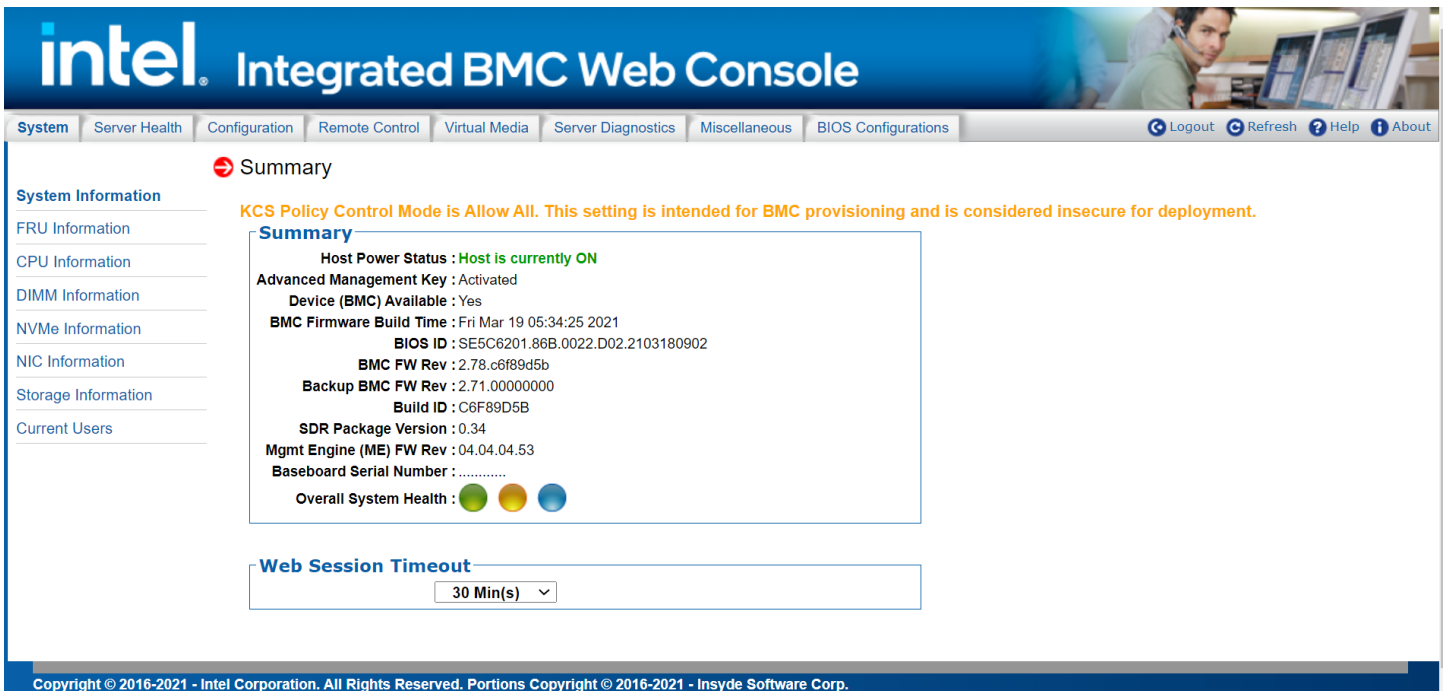 intel. Integrated BMC Web Console
System Server Health Configuration Remote Control Virtual Media Server Diagnostics Miscellaneous BIOS Configurations Logout Refresh Help About
Summary
System Information
FRU Information
CPU Information
DIMM Information
NVMe Information
NIC Information
Storage Information
Current Users
KCS Policy Control Mode is Allow All. This setting is intended for BMC provisioning and is considered insecure for deployment.
Summary
Host Power Status : Host is currently ON
Advanced Management Key : Activated
Device (BMC) Available : Yes
BMC Firmware Build Time : Fri Mar 19 05:34:25 2021
BIOS ID : SE5C6201.86B.0022.D02.2103180902
BMC FW Rev : 2.78.c6f89d5b
Backup BMC FW Rev : 2.71.00000000
Build ID : C6F89D5B
SDR Package Version : 0.34
Mgmt Engine (ME) FW Rev : 04.04.04.53
Baseboard Serial Number : ............
Overall System Health :
Web Session Timeout
30 Min(s)
Copyright © 2016-2021 - Intel Corporation. All Rights Reserved. Portions Copyright © 2016-2021 - Insyde Software Corp.